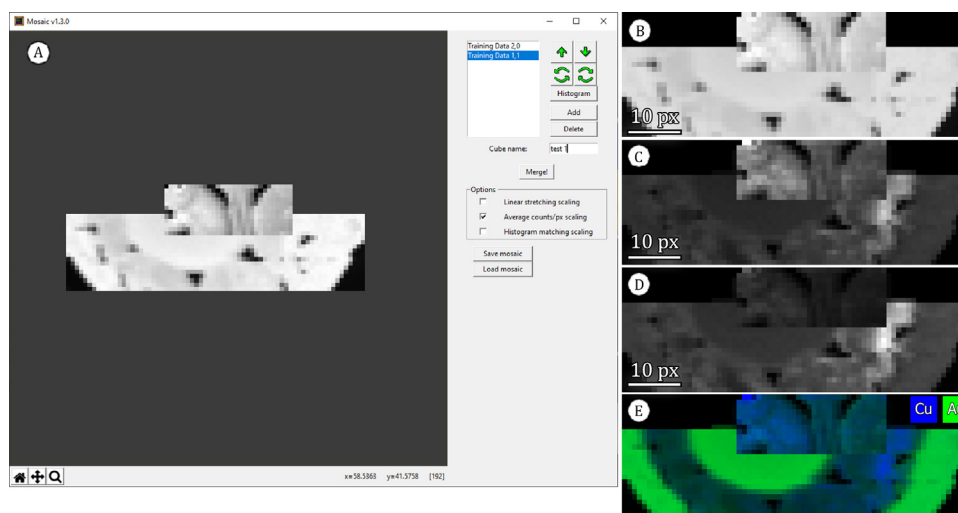 Mosaic v1.3.0
A
Training Data 2,0
Training Data 1,1
Histogram
Add
Delete
Cube name:
test 1
Merge!
Options
Linear stretching scaling
Average counts/px scaling
Histogram matching scaling
Save mosaic
Load mosaic
x=58.5863 y=41.5758 [192]
B
10 px
C
10 px
D
10 px
E
Cu
A